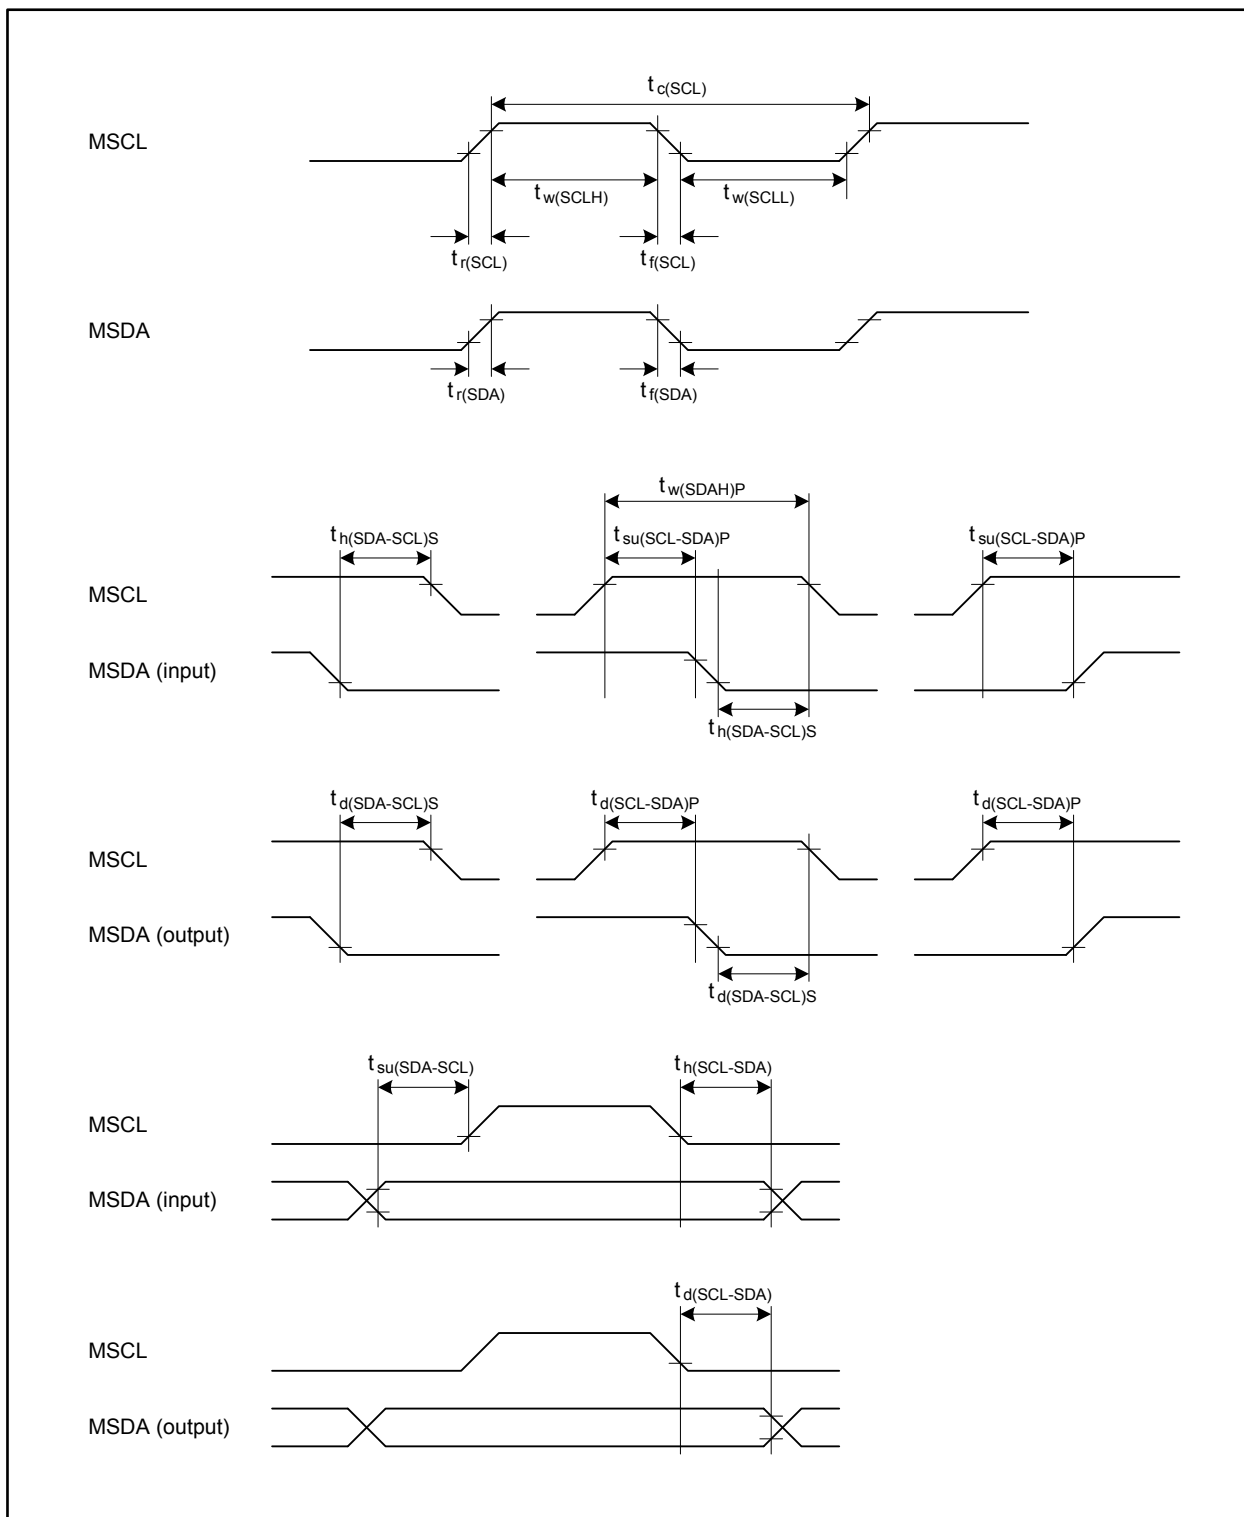 tc(SCL)
MSCL
tw(SCLH) tw(SCLL)
tr(SCL) tf(SCL)
MSDA
tr(SDA) tf(SDA)
tw(SDAH)P
th(SDA-SCL)S tsu(SCL-SDA)P tsu(SCL-SDA)P
MSCL
MSDA (input)
th(SDA-SCL)S
td(SDA-SCL)S td(SCL-SDA)P td(SCL-SDA)P
MSCL
MSDA (output)
td(SDA-SCL)S
tsu(SDA-SCL) th(SCL-SDA)
MSCL
MSDA (input)
td(SCL-SDA)
MSCL
MSDA (output)